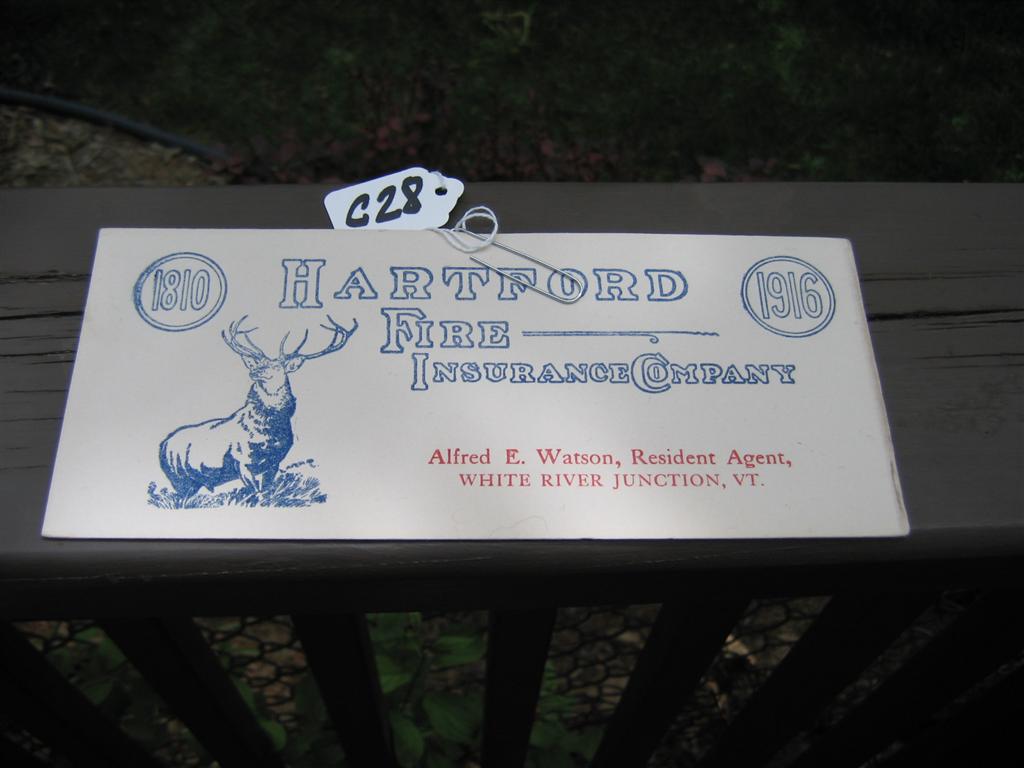 C28
1810
HARTFORD
FIRE
INSURANCE COMPANY
1916
Alfred E. Watson, Resident Agent,
WHITE RIVER JUNCTION, VT.